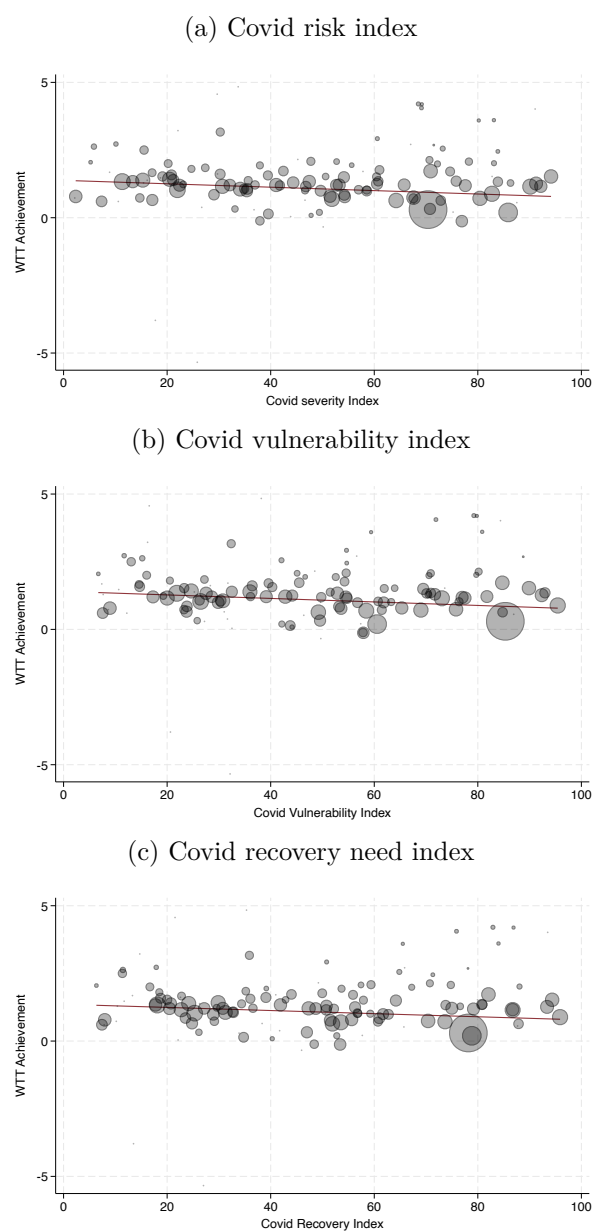 (a) Covid risk index
5
0
-5
WTT Achievement
0 20 40 60 80 100
Covid severity Index
(b) Covid vulnerability index
5
0
-5
WTT Achievement
0 20 40 60 80 100
Covid Vulnerability Index
(c) Covid recovery need index
5
0
-5
WTT Achievement
0 20 40 60 80 100
Covid Recovery Index